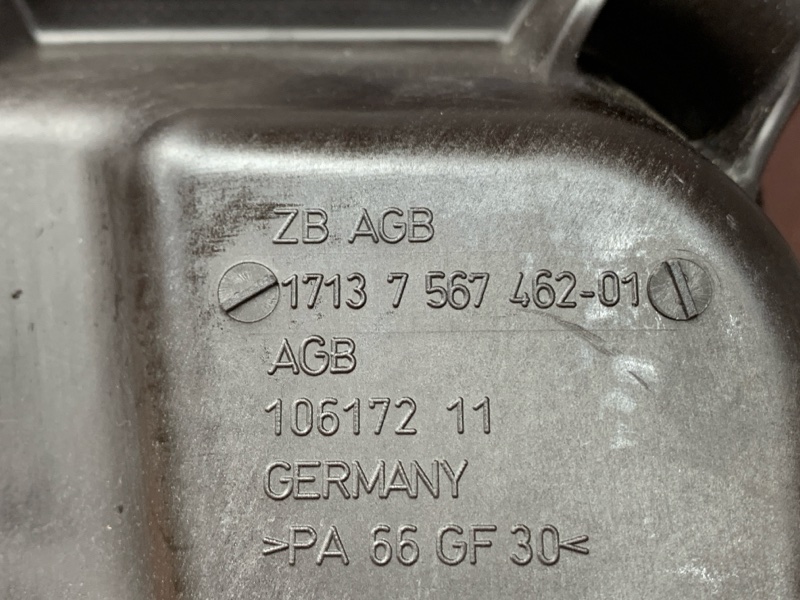 ZB AGB
1713 7 567 462-01
AGB
106172 11
GERMANY
>PA 66 GF 30<